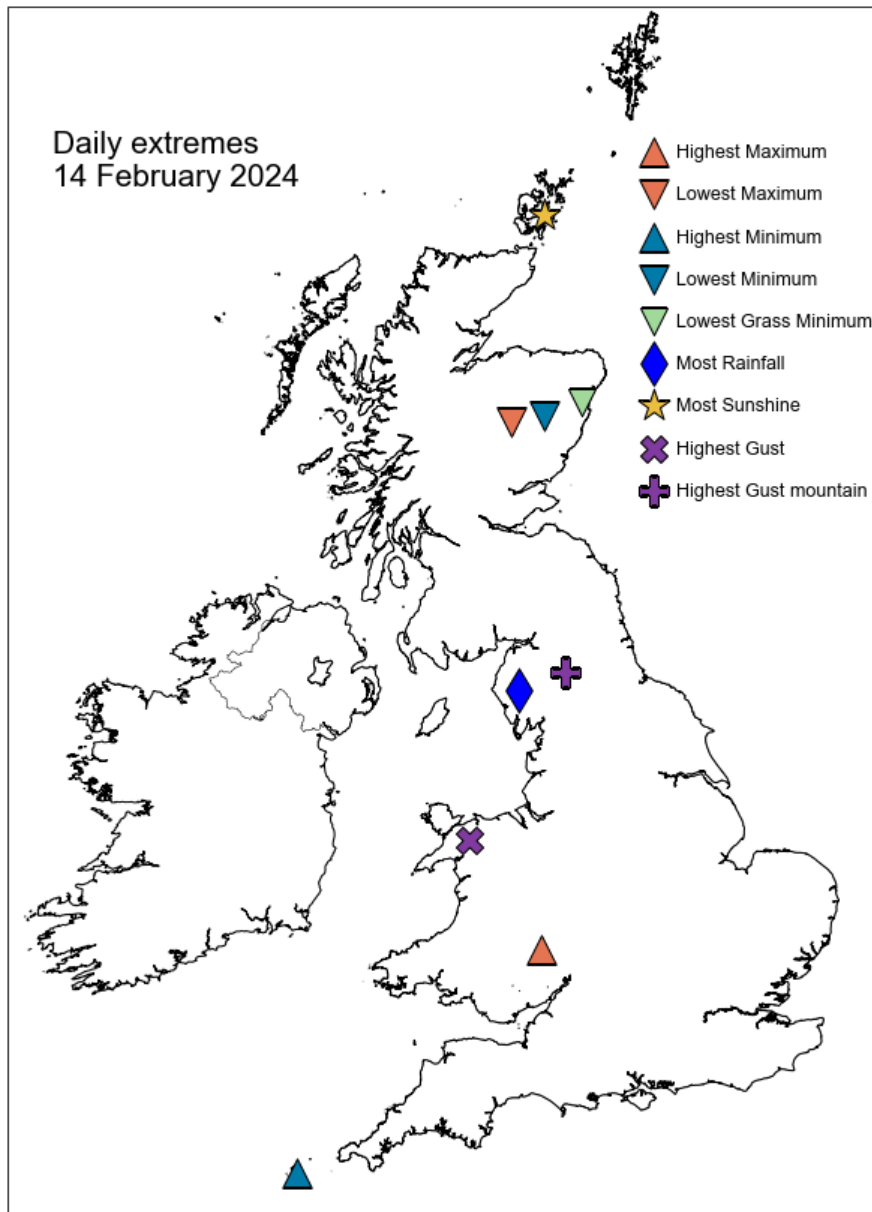 Daily extremes
14 February 2024
Highest Maximum
Lowest Maximum
Highest Minimum
Lowest Minimum
Lowest Grass Minimum
Most Rainfall
Most Sunshine
Highest Gust
Highest Gust mountain